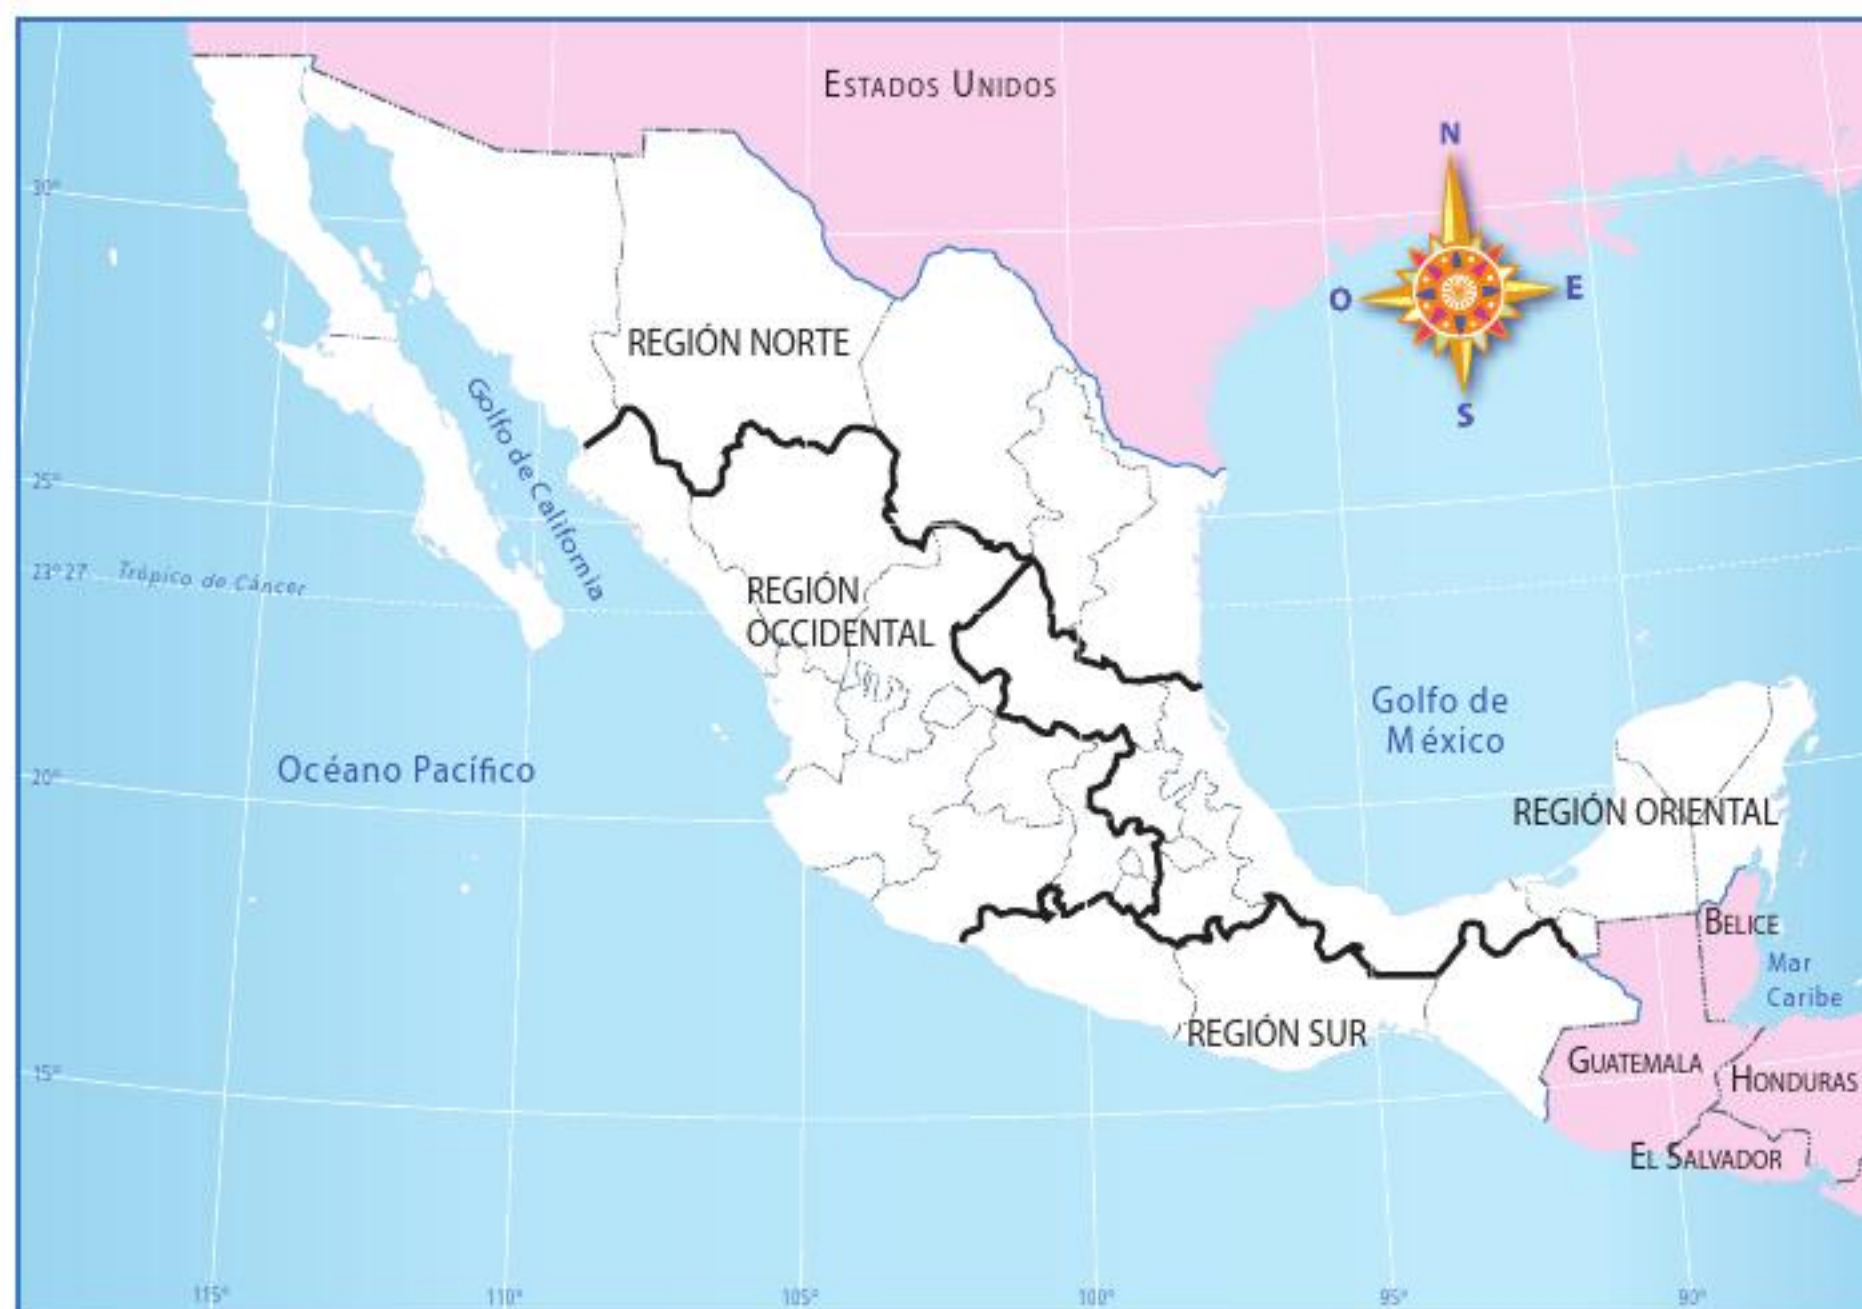 ESTADOS UNIDOS
N
O
E
S
30°
REGIÓN NORTE
Golfo de California
25°
23° 27'
Trópico de Cáncer
REGIÓN
OCCIDENTAL
Golfo de
México
Océano Pacífico
20°
REGIÓN ORIENTAL
BELICE
Mar
Caribe
REGIÓN SUR
GUATEMALA
HONDURAS
15°
EL SALVADOR
115°
110°
105°
100°
95°
90°